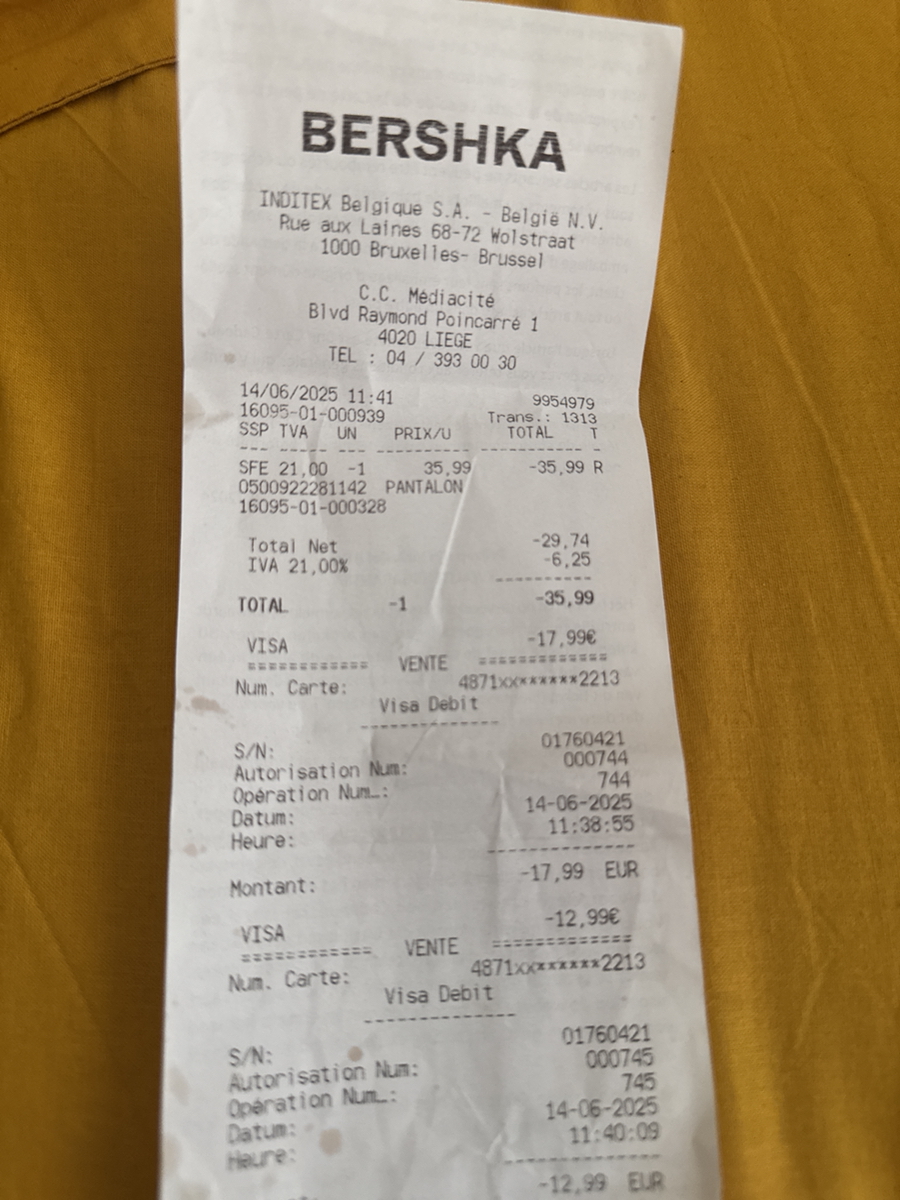 BERSHKA
INDITEX Belgique S.A. - België N.V.
Rue aux Laines 68-72 Wolstraat
1000 Bruxelles- Brussel
C.C. Médiacité
Blvd Raymond Poincarré 1
4020 LIEGE
TEL : 04 / 393 00 30
14/06/2025 11:41 9954979
16095-01-000939 Trans.: 1313
SSP TVA UN PRIX/U TOTAL T
--- ----- --- ---------- ----------- -
SFE 21,00 -1 35,99 -35,99 R
0500922281142 PANTALON
16095-01-000328
Total Net -29,74
IVA 21,00% -6,25
----------
TOTAL -1 -35,99
VISA -17,99€
============ VENTE =============
Num. Carte: 4871xx******2213
Visa Debit
--------------
S/N: 01760421
Autorisation Num: 000744
Opération Num.: 744
Datum: 14-06-2025
Heure: 11:38:55
--------------
Montant: -17,99 EUR
VISA -12,99€
============ VENTE =============
Num. Carte: 4871xx******2213
Visa Debit
--------------
S/N: 01760421
Autorisation Num: 000745
Opération Num.: 745
Datum: 14-06-2025
Heure: 11:40:09
--------------
-12,99 EUR